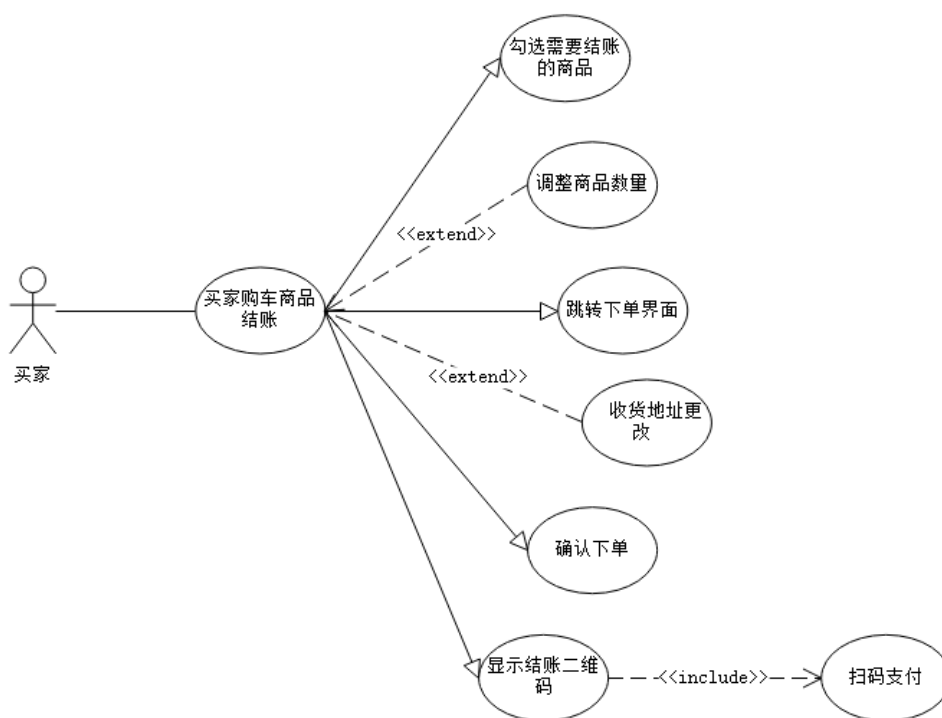 勾选需要结账
的商品
调整商品数量
<<extend>>
买家购车商品
结账
跳转下单界面
买家
<<extend>>
收货地址更
改
确认下单
显示结账二维
码
<<include>>
扫码支付